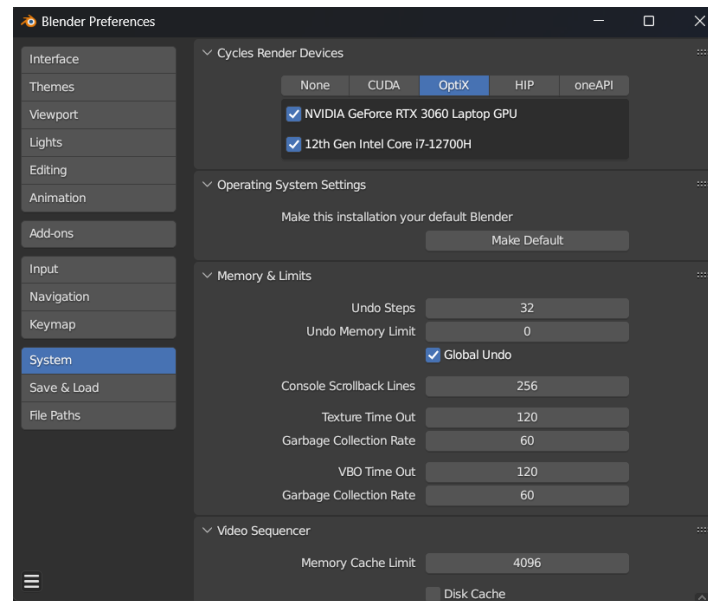 Blender Preferences
Interface
Themes
Viewport
Lights
Editing
Animation
Add-ons
Input
Navigation
Keymap
System
Save & Load
File Paths
Cycles Render Devices
None CUDA OptiX HIP oneAPI
NVIDIA GeForce RTX 3060 Laptop GPU
12th Gen Intel Core i7-12700H
Operating System Settings
Make this installation your default Blender
Make Default
Memory & Limits
Undo Steps 32
Undo Memory Limit 0
Global Undo
Console Scrollback Lines 256
Texture Time Out 120
Garbage Collection Rate 60
VBO Time Out 120
Garbage Collection Rate 60
Video Sequencer
Memory Cache Limit 4096
Disk Cache